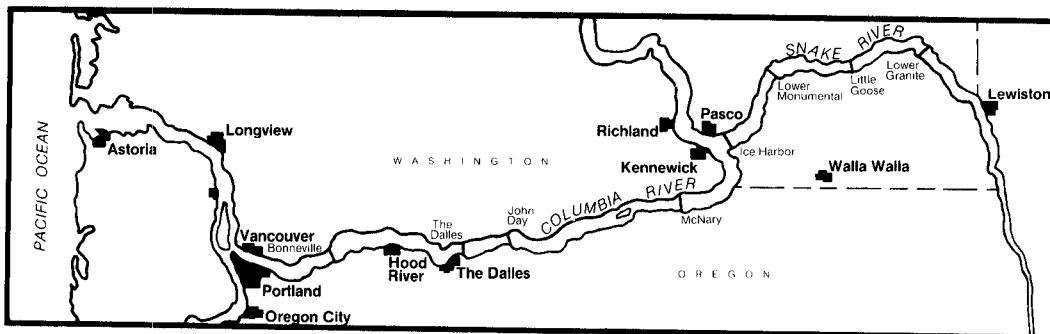 PACIFIC OCEAN
Astoria
Longview
WASHINGTON
Vancouver
Bonneville
Portland
Oregon City
Hood
River
The
Dalles
The Dalles
John
Day
COLUMBIA RIVER
McNary
OREGON
Richland
Pasco
Kennewick
Ice Harbor
Walla Walla
SNAKE RIVER
Lower
Monumental
Little
Goose
Lower
Granite
Lewiston